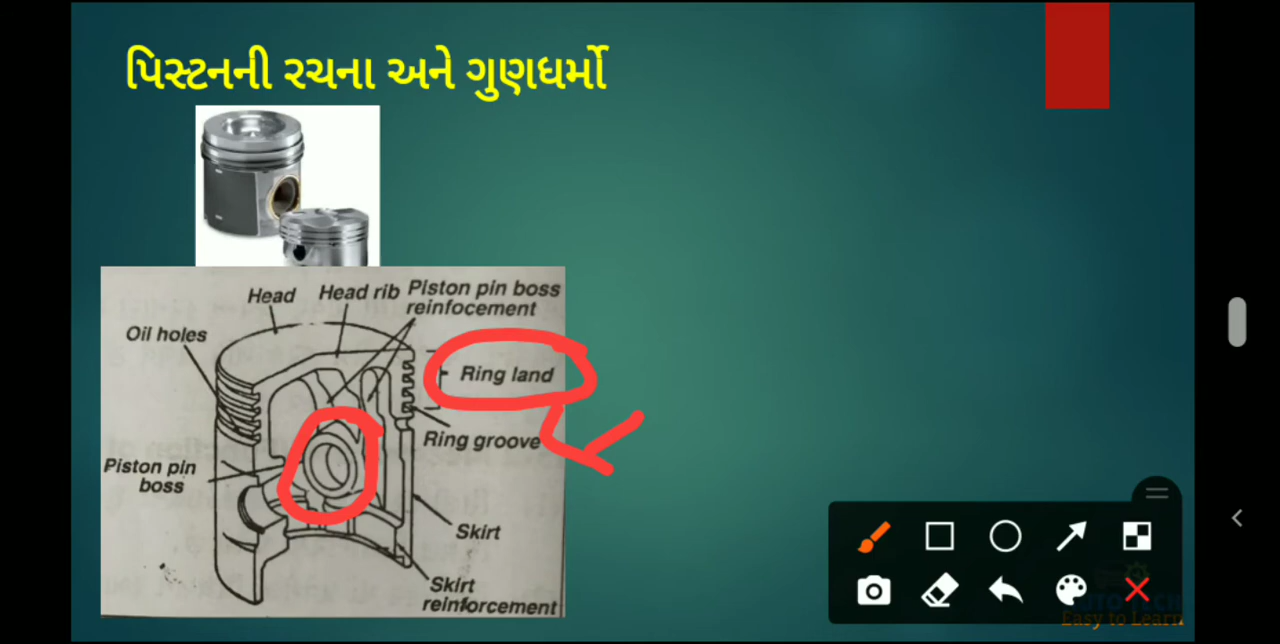 પિસ્ટનની રચના અને ગુણધર્મો
Head
Head rib
Piston pin boss
reinfocement
Oil holes
Ring land
Ring groove
Piston pin
boss
Skirt
Skirt
reinforcement
Easy to Learn